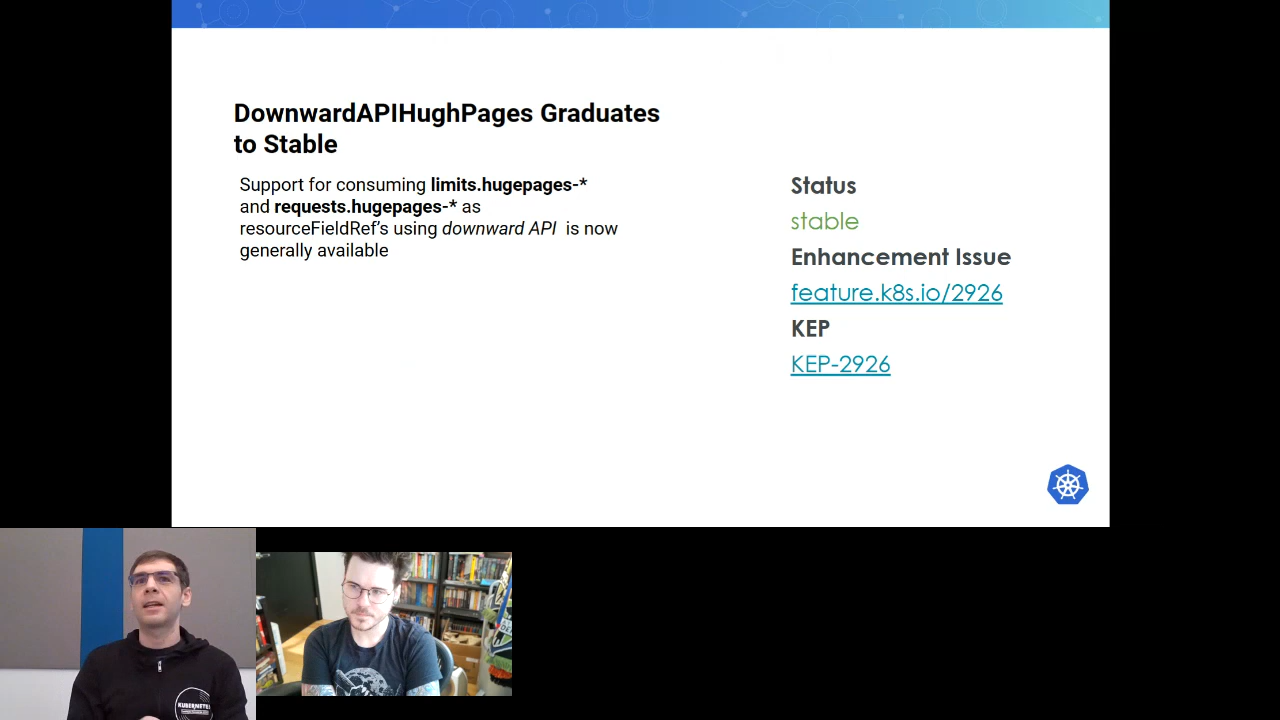 DownwardAPIHughPages Graduates
to Stable
Support for consuming limits.hugepages-*
and requests.hugepages-* as
resourceFieldRef’s using downward API is now
generally available
Status
stable
Enhancement Issue
feature.k8s.io/2926
KEP
KEP-2926